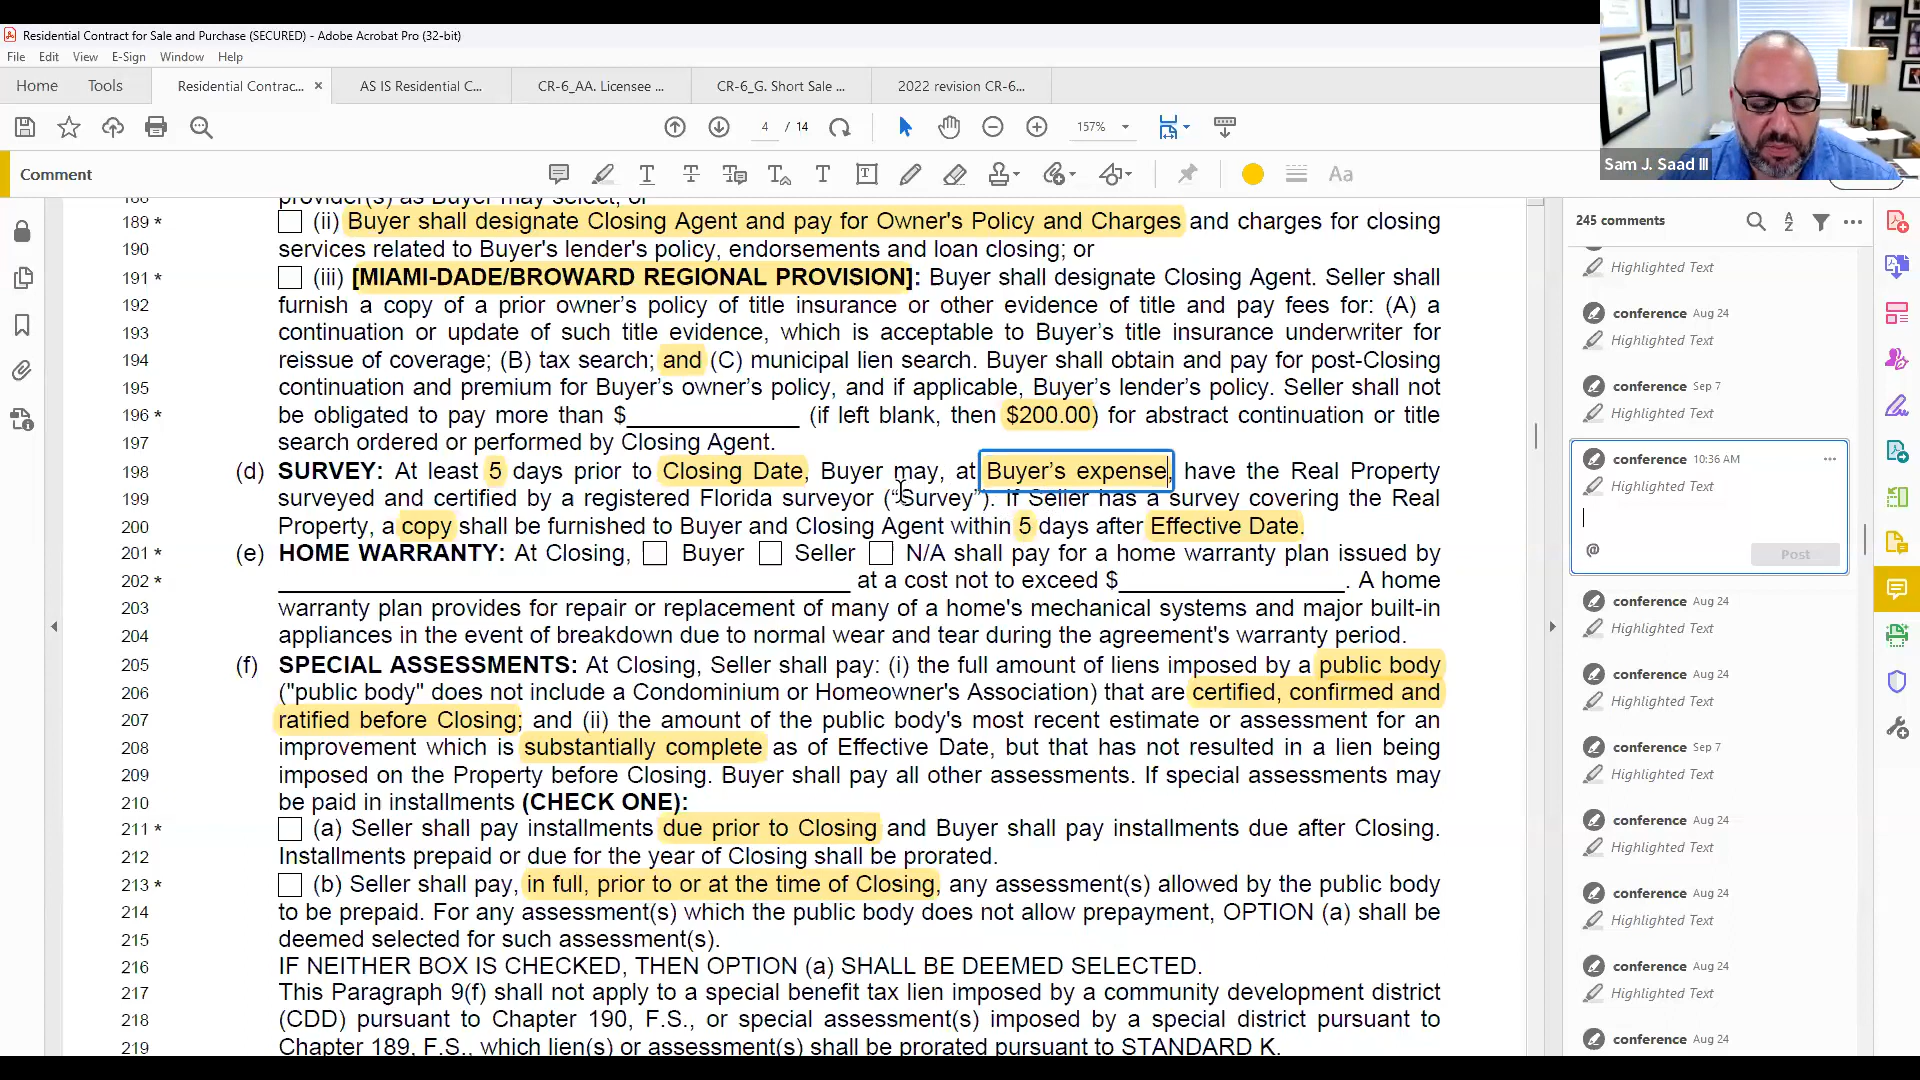 Residential Contract for Sale and Purchase (SECURED) - Adobe Acrobat Pro (32-bit)
File Edit View E-Sign Window Help
Home Tools Residential Contrac... × AS IS Residential C... CR-6_AA. Licensee ... CR-6_G. Short Sale ... 2022 revision CR-6...
4 / 14 157%
Sam J. Saad III
Comment
Aa
245 comments
188 provider(s) as Buyer may select; or
189 * (ii) Buyer shall designate Closing Agent and pay for Owner's Policy and Charges and charges for closing
190 services related to Buyer's lender's policy, endorsements and loan closing; or
191 * (iii) [MIAMI-DADE/BROWARD REGIONAL PROVISION]: Buyer shall designate Closing Agent. Seller shall
192 furnish a copy of a prior owner's policy of title insurance or other evidence of title and pay fees for: (A) a
193 continuation or update of such title evidence, which is acceptable to Buyer's title insurance underwriter for
194 reissue of coverage; (B) tax search; and (C) municipal lien search. Buyer shall obtain and pay for post-Closing
195 continuation and premium for Buyer's owner's policy, and if applicable, Buyer's lender's policy. Seller shall not
196 * be obligated to pay more than $____________ (if left blank, then $200.00) for abstract continuation or title
197 search ordered or performed by Closing Agent.
198 (d) SURVEY: At least 5 days prior to Closing Date, Buyer may, at Buyer's expense, have the Real Property
199 surveyed and certified by a registered Florida surveyor ("Survey"). If Seller has a survey covering the Real
200 Property, a copy shall be furnished to Buyer and Closing Agent within 5 days after Effective Date.
201 * (e) HOME WARRANTY: At Closing, Buyer Seller N/A shall pay for a home warranty plan issued by
202 * ________________________________________ at a cost not to exceed $________________. A home
203 warranty plan provides for repair or replacement of many of a home's mechanical systems and major built-in
204 appliances in the event of breakdown due to normal wear and tear during the agreement's warranty period.
205 (f) SPECIAL ASSESSMENTS: At Closing, Seller shall pay: (i) the full amount of liens imposed by a public body
206 ("public body" does not include a Condominium or Homeowner's Association) that are certified, confirmed and
207 ratified before Closing; and (ii) the amount of the public body's most recent estimate or assessment for an
208 improvement which is substantially complete as of Effective Date, but that has not resulted in a lien being
209 imposed on the Property before Closing. Buyer shall pay all other assessments. If special assessments may
210 be paid in installments (CHECK ONE):
211 * (a) Seller shall pay installments due prior to Closing and Buyer shall pay installments due after Closing.
212 Installments prepaid or due for the year of Closing shall be prorated.
213 * (b) Seller shall pay, in full, prior to or at the time of Closing, any assessment(s) allowed by the public body
214 to be prepaid. For any assessment(s) which the public body does not allow prepayment, OPTION (a) shall be
215 deemed selected for such assessment(s).
216 IF NEITHER BOX IS CHECKED, THEN OPTION (a) SHALL BE DEEMED SELECTED.
217 This Paragraph 9(f) shall not apply to a special benefit tax lien imposed by a community development district
218 (CDD) pursuant to Chapter 190, F.S., or special assessment(s) imposed by a special district pursuant to
219 Chapter 189, F.S., which lien(s) or assessment(s) shall be prorated pursuant to STANDARD K.
Highlighted Text
conference Aug 24
Highlighted Text
conference Sep 7
Highlighted Text
conference 10:36 AM
Highlighted Text
@ Post
conference Aug 24
Highlighted Text
conference Aug 24
Highlighted Text
conference Sep 7
Highlighted Text
conference Aug 24
Highlighted Text
conference Aug 24
Highlighted Text
conference Aug 24
Highlighted Text
conference Aug 24